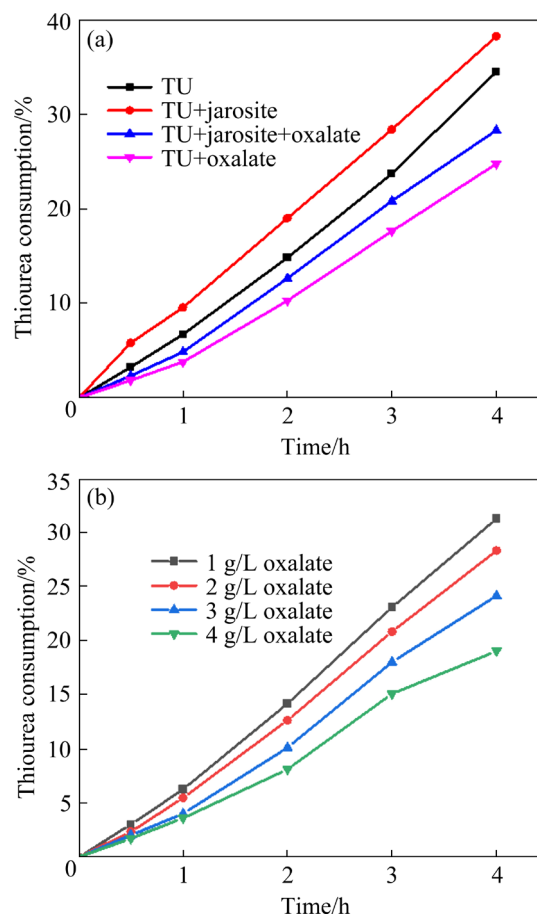 (a)
TU
TU+jarosite
TU+jarosite+oxalate
TU+oxalate
Thiourea consumption/%
40
30
20
10
0
1 2 3 4
Time/h
(b)
1 g/L oxalate
2 g/L oxalate
3 g/L oxalate
4 g/L oxalate
Thiourea consumption/%
35
30
25
20
15
10
5
0
1 2 3 4
Time/h